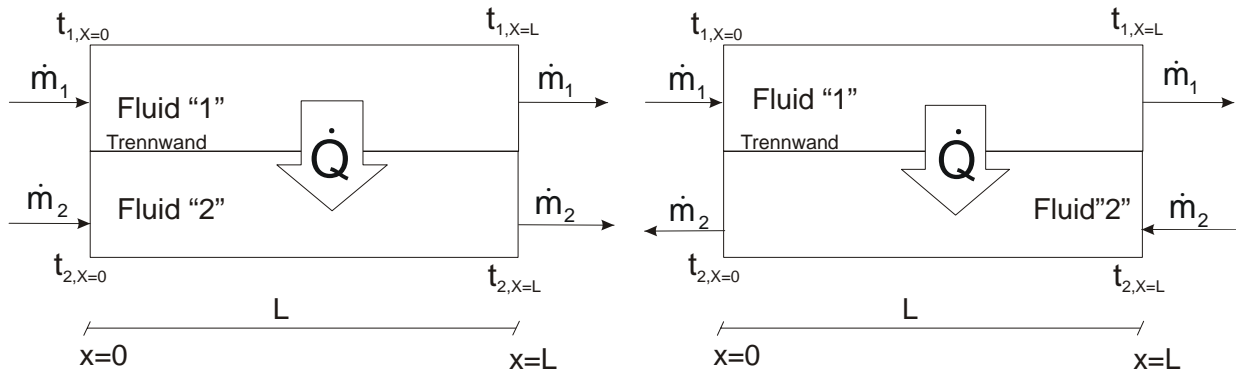 t1,X=0
t1,X=L
ṁ1
ṁ1
Fluid “1”
Trennwand
Q̇
ṁ2
Fluid “2”
ṁ2
t2,X=0
t2,X=L
L
x=0
x=L
t1,X=0
t1,X=L
ṁ1
ṁ1
Fluid “1”
Trennwand
Q̇
ṁ2
Fluid”2”
ṁ2
t2,X=0
t2,X=L
L
x=0
x=L